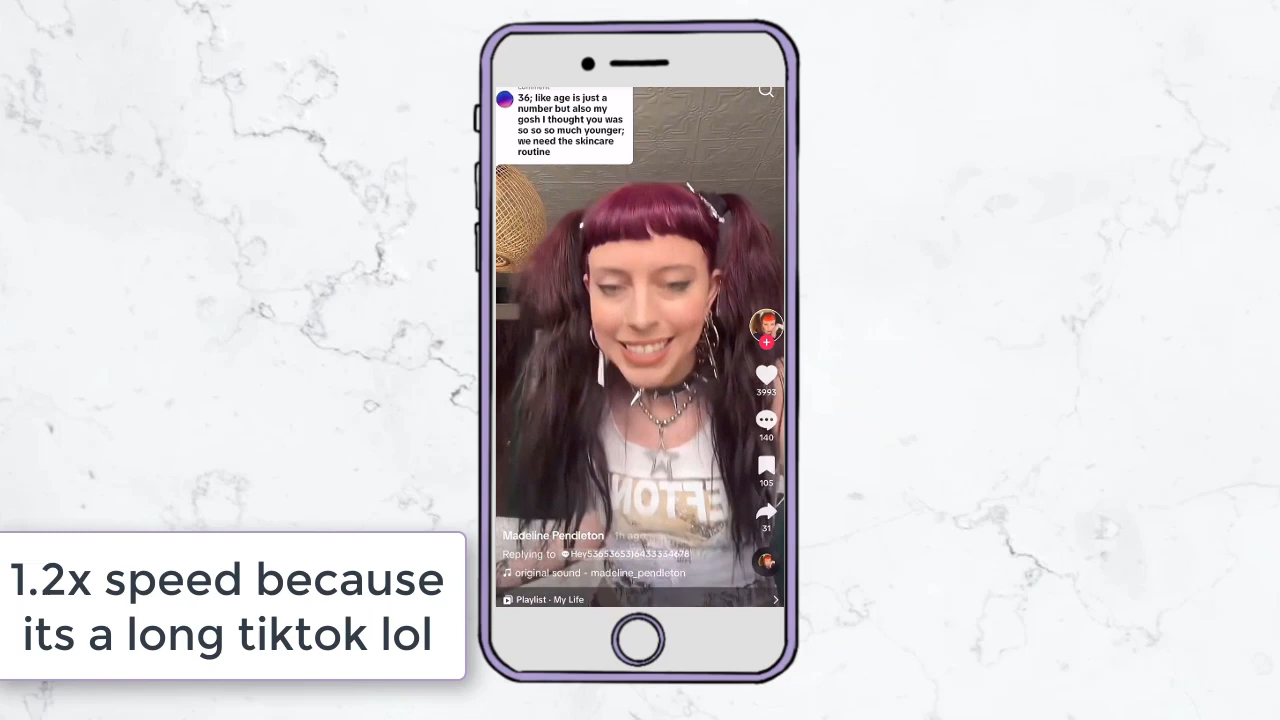 36; like age is just a
number but also my
gosh I thought you was
so so so much younger;
we need the skincare
routine
3993
140
105
31
Madeline Pendleton · 1h ago
Replying to
original sound - madeline_pendleton
Playlist · My Life
1.2x speed because
its a long tiktok lol